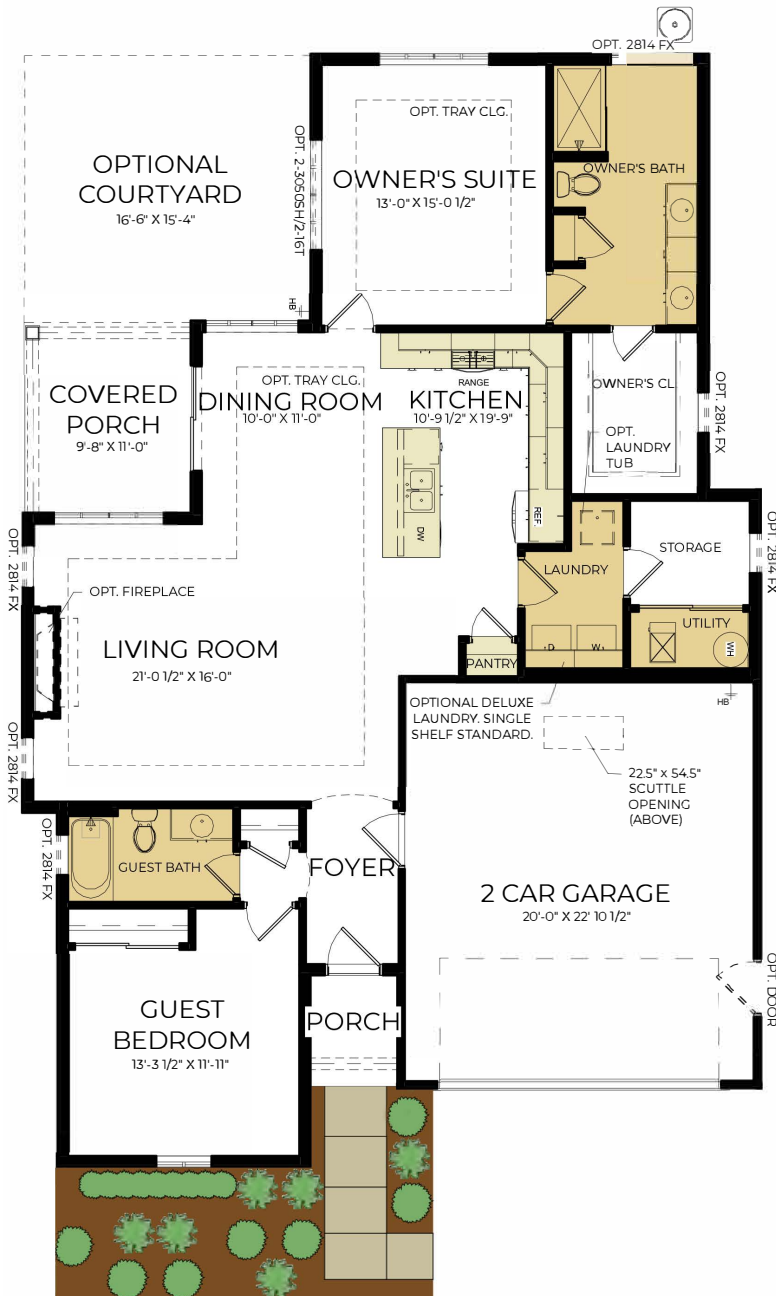 OPT. 2814 FX
OPT. TRAY CLG.
OPTIONAL
COURTYARD
16'-6" X 15'-4"
OPT. 2-3050SH/2-16T
OWNER'S SUITE
13'-0" X 15'-0 1/2"
OWNER'S BATH
HB
COVERED
PORCH
9'-8" X 11'-0"
OPT. TRAY CLG.
DINING ROOM
10'-0" X 11'-0"
RANGE
KITCHEN
10'-9 1/2" X 19'-9"
OWNER'S CL.
OPT.
LAUNDRY
TUB
OPT. 2814 FX
REF.
DW
OPT. 2814 FX
OPT. FIREPLACE
LAUNDRY
STORAGE
OPT. 2814 FX
UTILITY
WH
LIVING ROOM
21'-0 1/2" X 16'-0"
D
W
PANTRY
OPT. 2814 FX
OPTIONAL DELUXE
LAUNDRY. SINGLE
SHELF STANDARD.
HB
22.5" x 54.5"
SCUTTLE
OPENING
(ABOVE)
OPT. 2814 FX
GUEST BATH
FOYER
2 CAR GARAGE
20'-0" X 22' 10 1/2"
OPT. DOOR
GUEST
BEDROOM
13'-3 1/2" X 11'-11"
PORCH